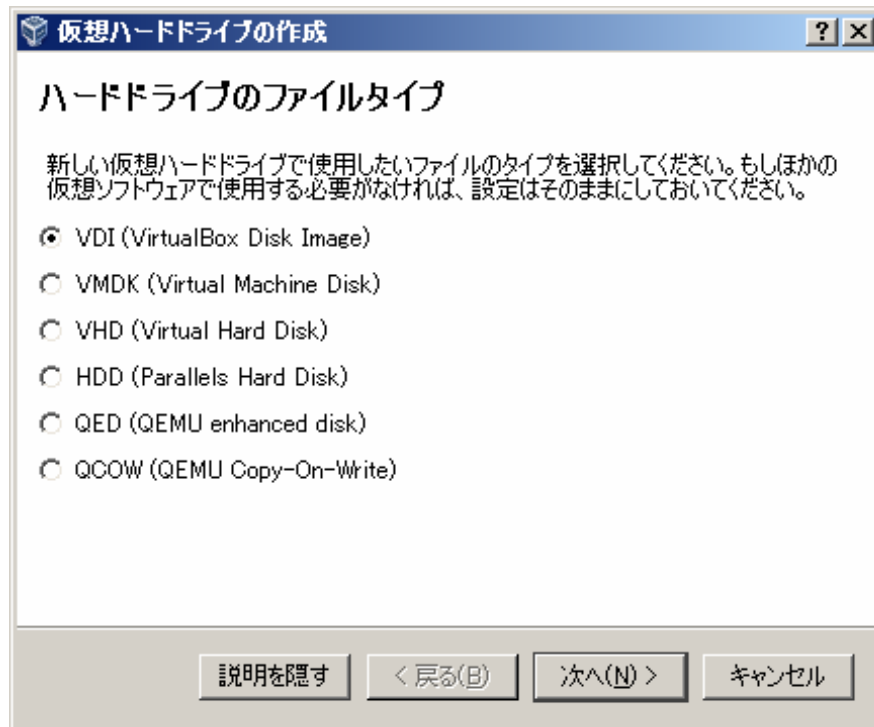 仮想ハードドライブの作成
ハードドライブのファイルタイプ
新しい仮想ハードドライブで使用したいファイルのタイプを選択してください。もしほかの
仮想ソフトウェアで使用する必要がなければ、設定はそのままにしておいてください。
VDI (VirtualBox Disk Image)
VMDK (Virtual Machine Disk)
VHD (Virtual Hard Disk)
HDD (Parallels Hard Disk)
QED (QEMU enhanced disk)
QCOW (QEMU Copy-On-Write)
説明を隠す < 戻る(B) 次へ(N) > キャンセル